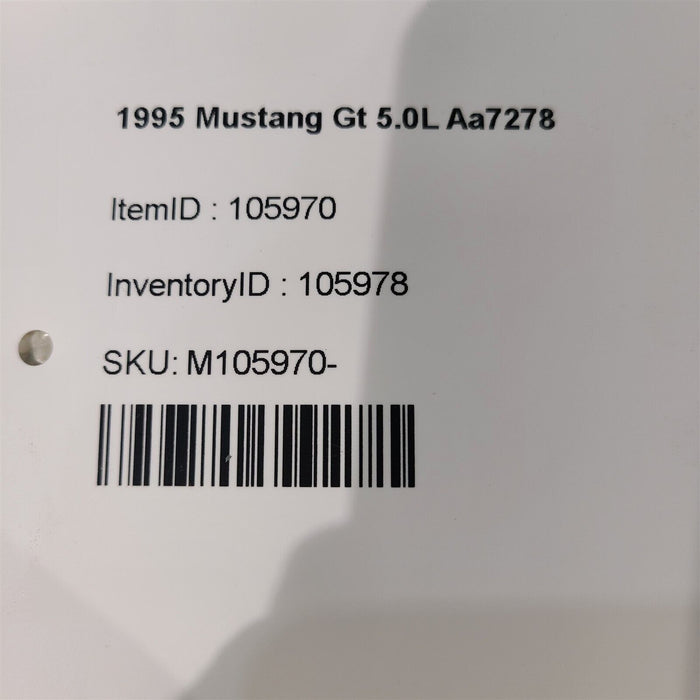 1995 Mustang Gt 5.0L Aa7278
ItemID : 105970
InventoryID : 105978
SKU: M105970-